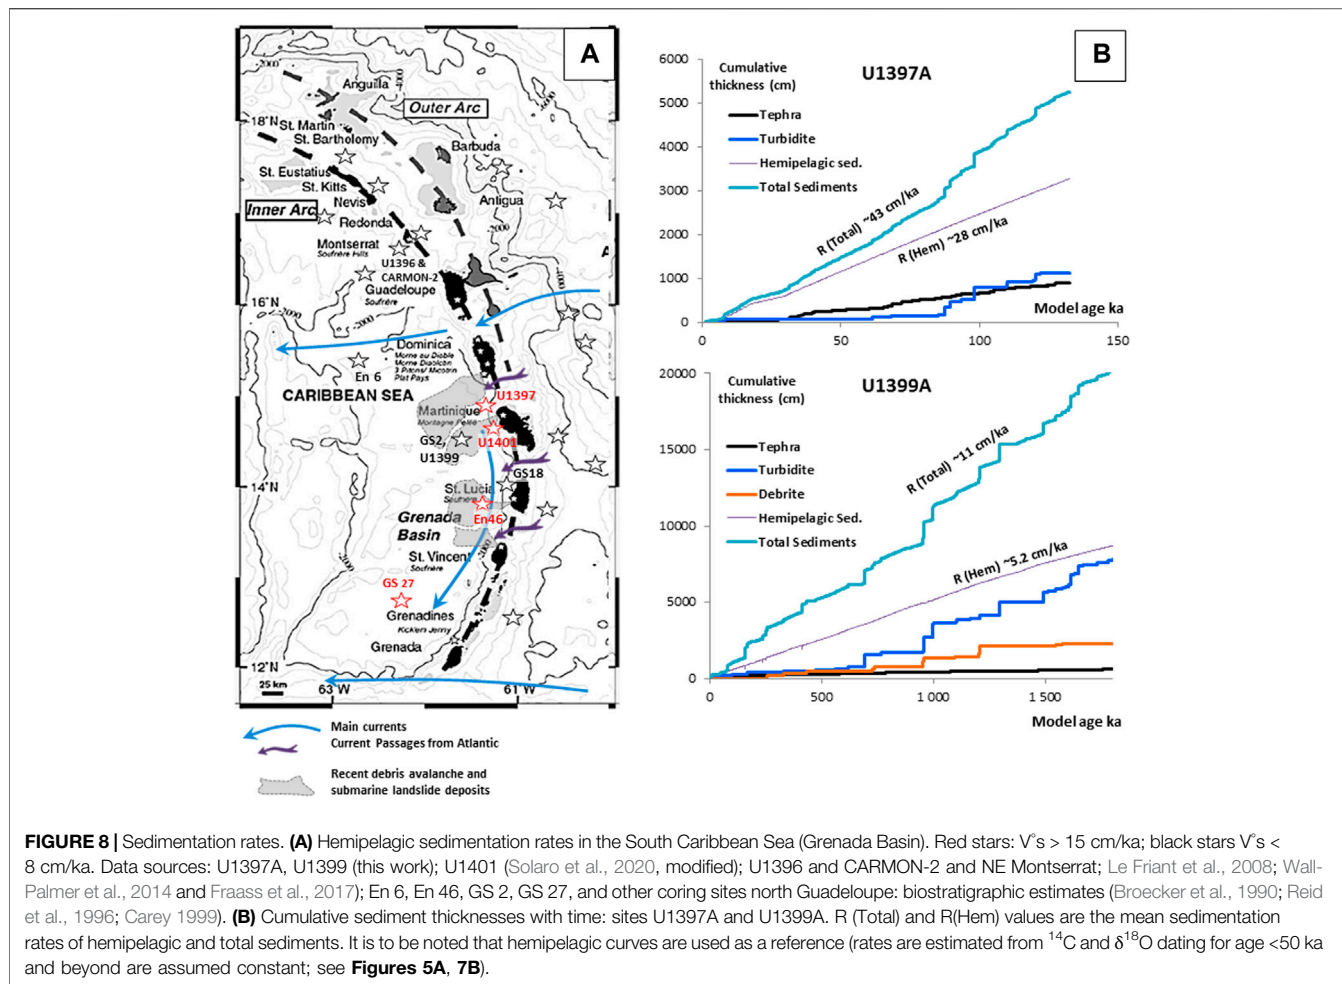 A
Anguilla
Outer Arc
18°N
St. Martin
St. Bartholomy
Barbuda
St. Eustatius
St. Kitts
Nevis
Antigua
Inner Arc
Redonda
Montserrat
Soufrière Hills
U1396 &
CARMON-2
Guadeloupe
Soufrière
16°N
-2000
Dominica
Morne au Diable
Morne Diablotin
3 Pitons/ Micotrin
Plat Pays
En 6
CARIBBEAN SEA
U1397
Martinique
Montagne Pelée
GS2,
U1399
U1401
GS18
14°N
St. Lucia
Soufrière
En46
Grenada
Basin
St. Vincent
Soufrière
GS 27
Grenadines
Kick'em Jenny
Grenada
12°N
25 km
63 W
61°W
Main currents
Current Passages from Atlantic
Recent debris avalanche and
submarine landslide deposits
B
U1397A
Cumulative
thickness (cm)
Tephra
Turbidite
Hemipelagic sed.
Total Sediments
6000
5000
4000
3000
2000
1000
0
R (Total) ~43 cm/ka
R (Hem) ~28 cm/ka
Model age ka
0 50 100 150
U1399A
Cumulative
thickness (cm)
Tephra
Turbidite
Debrite
Hemipelagic Sed.
Total Sediments
20000
15000
10000
5000
0
R (Total) ~11 cm/ka
R (Hem) ~5.2 cm/ka
0 500 1 000 1 500
Model age ka
FIGURE 8 | Sedimentation rates. (A) Hemipelagic sedimentation rates in the South Caribbean Sea (Grenada Basin). Red stars: V°s > 15 cm/ka; black stars V°s <
8 cm/ka. Data sources: U1397A, U1399 (this work); U1401 (Solaro et al., 2020, modified); U1396 and CARMON-2 and NE Montserrat; Le Friant et al., 2008; Wall-
Palmer et al., 2014 and Fraass et al., 2017); En 6, En 46, GS 2, GS 27, and other coring sites north Guadeloupe: biostratigraphic estimates (Broecker et al., 1990; Reid
et al., 1996; Carey 1999). (B) Cumulative sediment thicknesses with time: sites U1397A and U1399A. R (Total) and R(Hem) values are the mean sedimentation
rates of hemipelagic and total sediments. It is to be noted that hemipelagic curves are used as a reference (rates are estimated from ¹⁴C and δ¹⁸O dating for age <50 ka
and beyond are assumed constant; see Figures 5A, 7B).